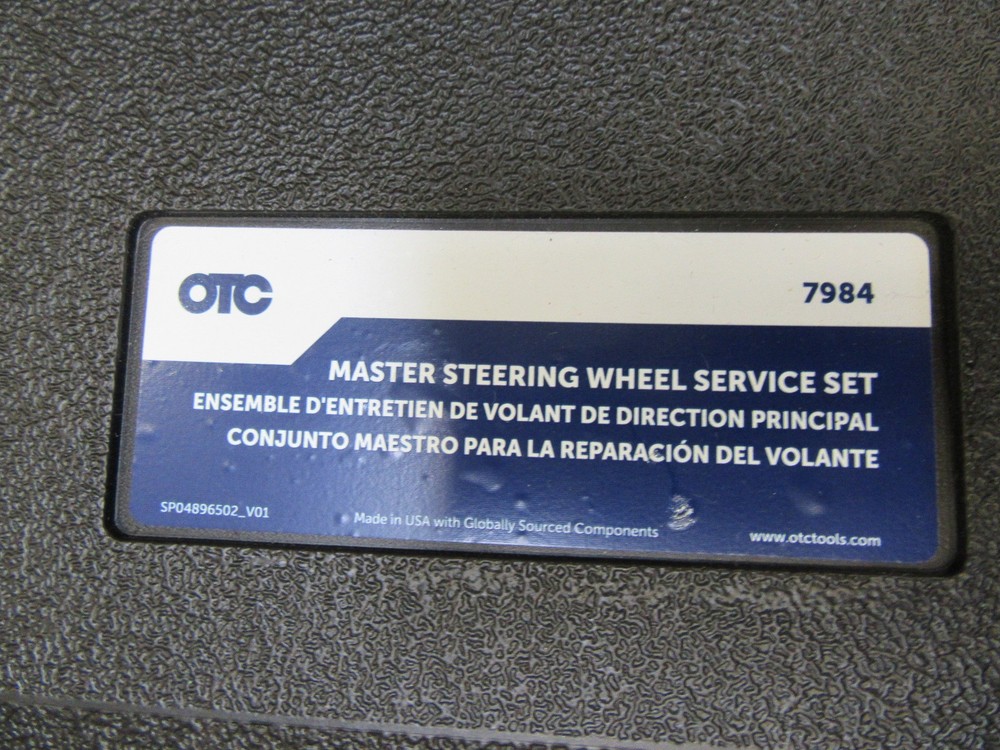 OTC
7984
MASTER STEERING WHEEL SERVICE SET
ENSEMBLE D'ENTRETIEN DE VOLANT DE DIRECTION PRINCIPAL
CONJUNTO MAESTRO PARA LA REPARACIÓN DEL VOLANTE
SP04896502_V01
Made in USA with Globally Sourced Components
www.otctools.com